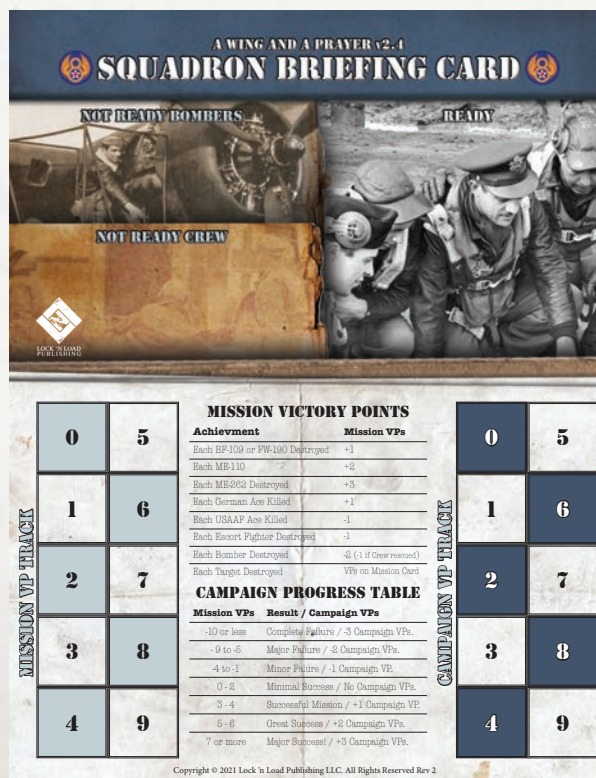 A WING AND A PRAYER v2.4
SQUADRON BRIEFING CARD
NOT READY BOMBERS
READY
NOT READY CREW
LOCK 'N LOAD
PUBLISHING
MISSION VP TRACK
0 5
1 6
2 7
3 8
4 9
MISSION VICTORY POINTS
Achievment Mission VPs
Each BF-109 or FW-190 Destroyed +1
Each ME-110 +2
Each ME-262 Destroyed +3
Each German Ace Killed +1
Each USAAF Ace Killed -1
Each Escort Fighter Destroyed -1
Each Bomber Destroyed -2 (-1 if Crew rescued)
Each Target Destroyed VPs on Mission Card
CAMPAIGN PROGRESS TABLE
Mission VPs Result / Campaign VPs
-10 or less Complete Failure / -3 Campaign VPs.
- 9 to -5 Major Failure / -2 Campaign VPs.
-4 to -1 Minor Failure / -1 Campaign VP.
0 - 2 Minimal Success / No Campaign VPs.
3 - 4 Successful Mission / +1 Campaign VP.
5 - 6 Great Success / +2 Campaign VPs.
7 or more Major Success! / +3 Campaign VPs.
CAMPAIGN VP TRACK
0 5
1 6
2 7
3 8
4 9
Copyright © 2021 Lock 'n Load Publishing LLC. All Rights Reserved Rev 2